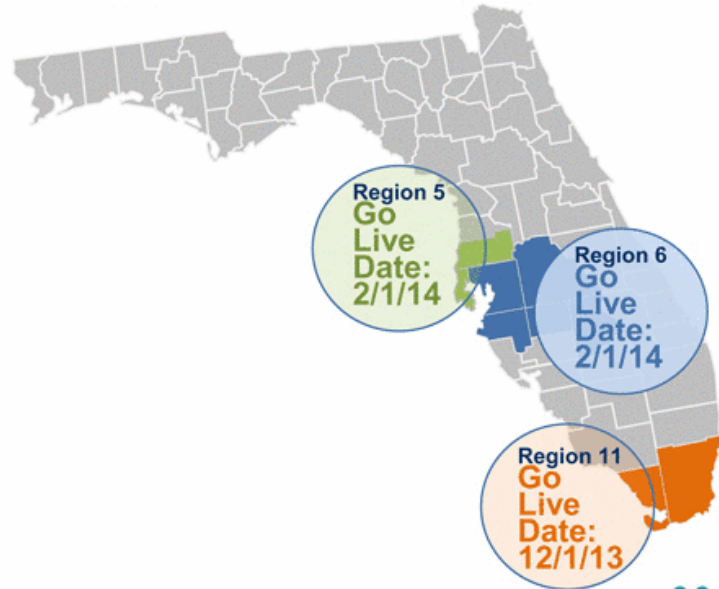 Region 5
Go
Live
Date:
2/1/14
Region 6
Go
Live
Date:
2/1/14
Region 11
Go
Live
Date:
12/1/13